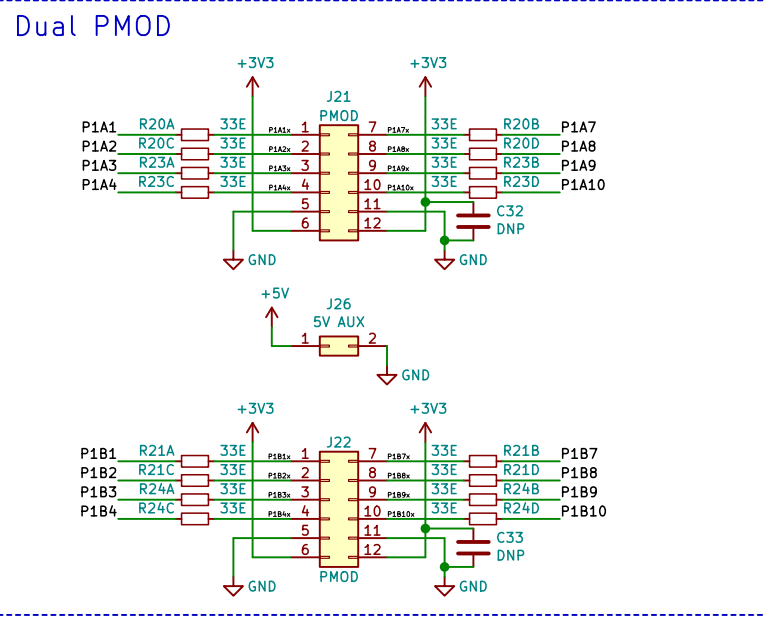 Dual PMOD
+3V3 +3V3
J21
PMOD
P1A1 R20A 33E P1A1x 1 7 P1A7x 33E R20B P1A7
P1A2 R20C 33E P1A2x 2 8 P1A8x 33E R20D P1A8
P1A3 R23A 33E P1A3x 3 9 P1A9x 33E R23B P1A9
P1A4 R23C 33E P1A4x 4 10 P1A10x 33E R23D P1A10
5 11 C32
6 12 DNP
GND GND
+5V
J26
5V AUX
1 2
GND
+3V3 +3V3
J22
P1B1 R21A 33E P1B1x 1 7 P1B7x 33E R21B P1B7
P1B2 R21C 33E P1B2x 2 8 P1B8x 33E R21D P1B8
P1B3 R24A 33E P1B3x 3 9 P1B9x 33E R24B P1B9
P1B4 R24C 33E P1B4x 4 10 P1B10x 33E R24D P1B10
5 11 C33
6 12 DNP
PMOD
GND GND